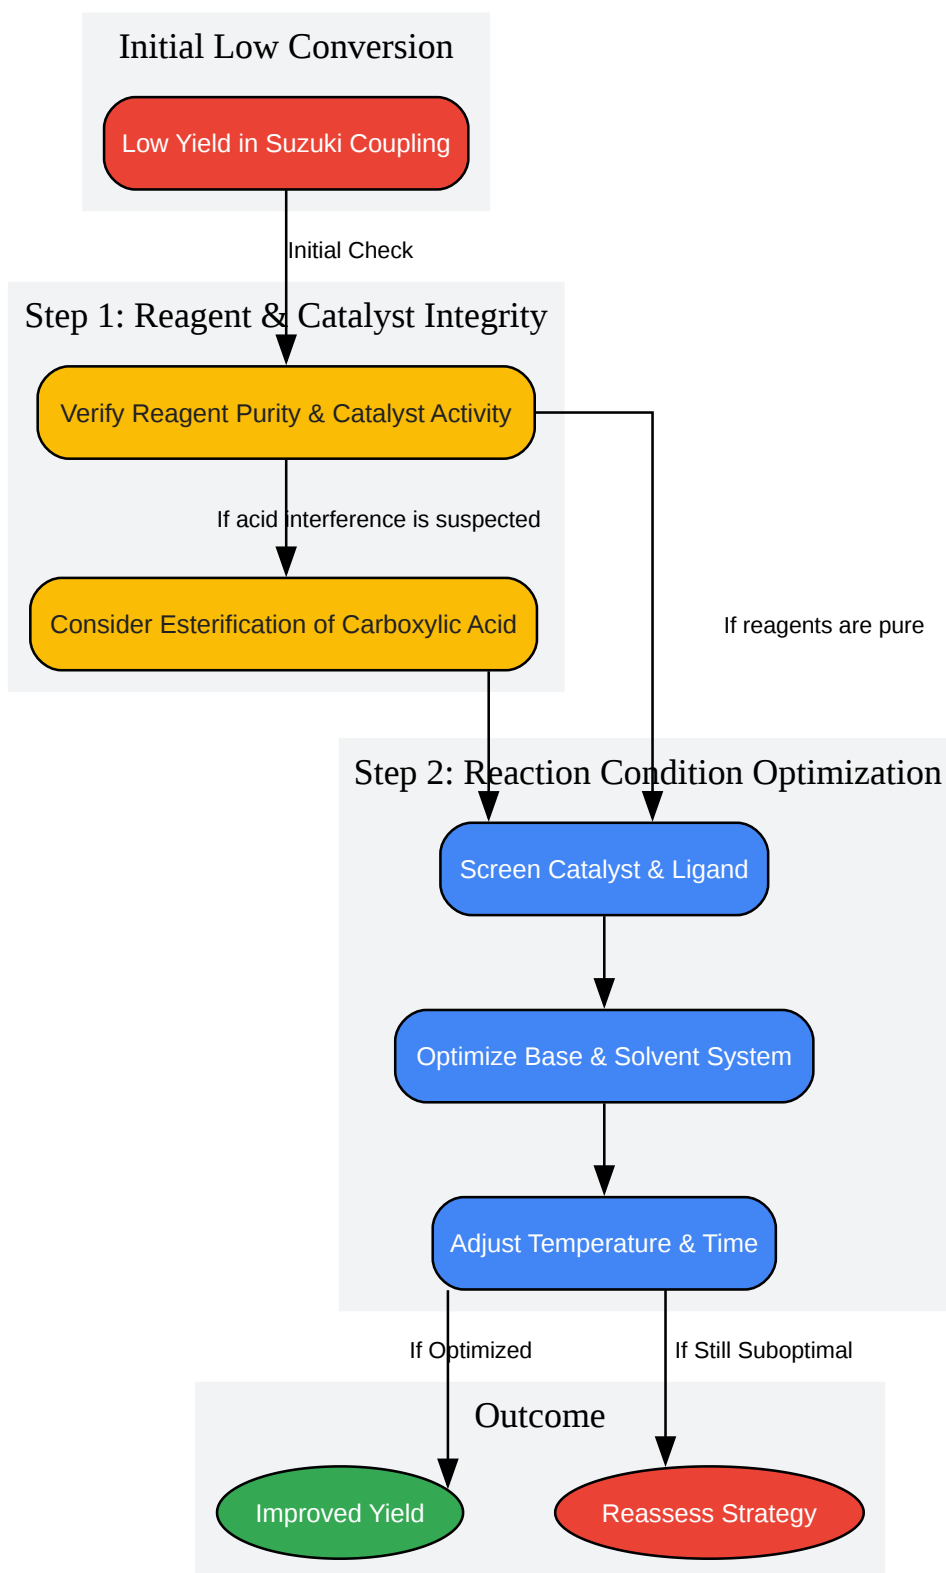 Initial Low Conversion
Low Yield in Suzuki Coupling
Initial Check
Step 1: Reagent & Catalyst Integrity
Verify Reagent Purity & Catalyst Activity
If acid interference is suspected
Consider Esterification of Carboxylic Acid
If reagents are pure
Step 2: Reaction Condition Optimization
Screen Catalyst & Ligand
Optimize Base & Solvent System
Adjust Temperature & Time
If Optimized
If Still Suboptimal
Outcome
Improved Yield
Reassess Strategy